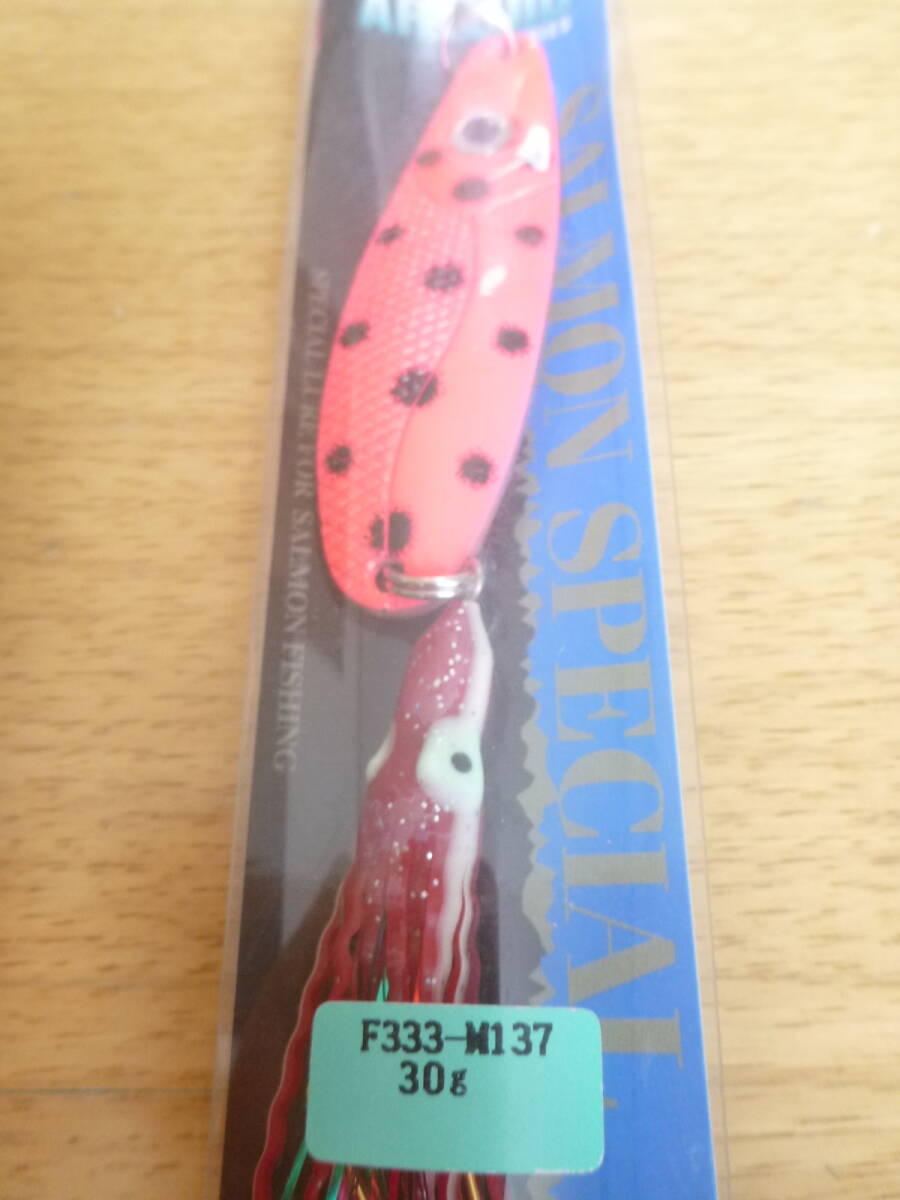 SALMON SPECIAL
SPECIAL LURE FOR SALMON FISHING
F333-M137
30g